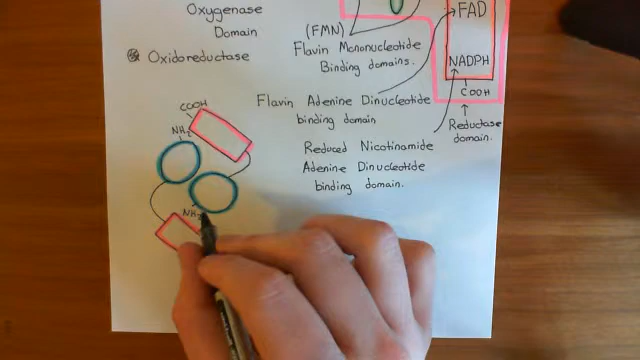 Oxygenase
Domain
Oxidoreductase
(FMN)
Flavin Mononucleotide
Binding domains.
FAD
NADPH
COOH
Flavin Adenine Dinucleotide
binding domain
Reductase
domain.
Reduced Nicotinamide
Adenine Dinucleotide
binding domain.
COOH
NH2
NH2